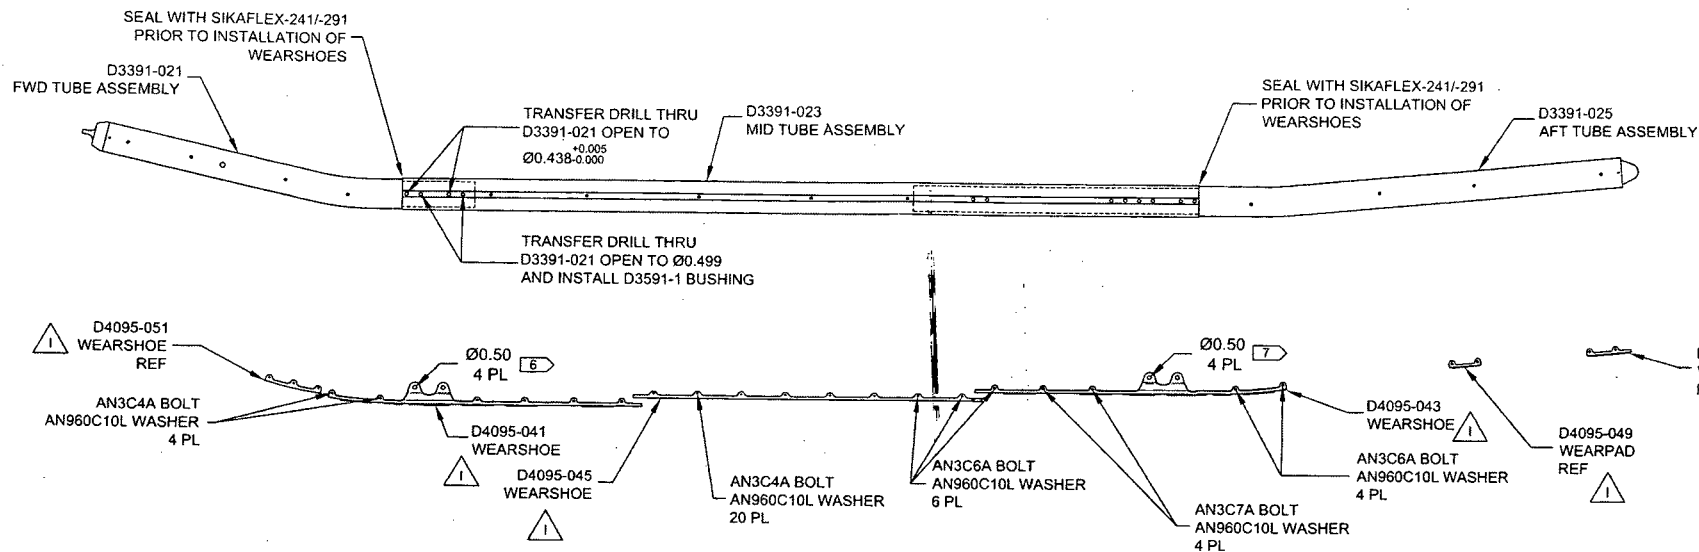 SEAL WITH SIKAFLEX-241/-291
PRIOR TO INSTALLATION OF
WEARSHOES
D3391-021
FWD TUBE ASSEMBLY
TRANSFER DRILL THRU
D3391-021 OPEN TO
Ø0.438 +0.005 -0.000
D3391-023
MID TUBE ASSEMBLY
SEAL WITH SIKAFLEX-241/-291
PRIOR TO INSTALLATION OF
WEARSHOES
D3391-025
AFT TUBE ASSEMBLY
TRANSFER DRILL THRU
D3391-021 OPEN TO Ø0.499
AND INSTALL D3591-1 BUSHING
1
D4095-051
WEARSHOE
REF
Ø0.50
4 PL
6
AN3C4A BOLT
AN960C10L WASHER
4 PL
D4095-041
WEARSHOE
1
D4095-045
WEARSHOE
1
AN3C4A BOLT
AN960C10L WASHER
20 PL
AN3C6A BOLT
AN960C10L WASHER
6 PL
Ø0.50
4 PL
7
AN3C7A BOLT
AN960C10L WASHER
4 PL
D4095-043
WEARSHOE
1
AN3C6A BOLT
AN960C10L WASHER
4 PL
D4095-049
WEARPAD
REF
1